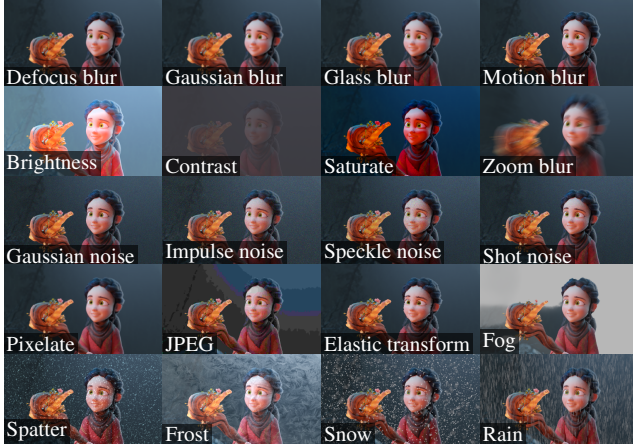 Defocus blur
Gaussian blur
Glass blur
Motion blur
Brightness
Contrast
Saturate
Zoom blur
Gaussian noise
Impulse noise
Speckle noise
Shot noise
Pixelate
JPEG
Elastic transform
Fog
Spatter
Frost
Snow
Rain